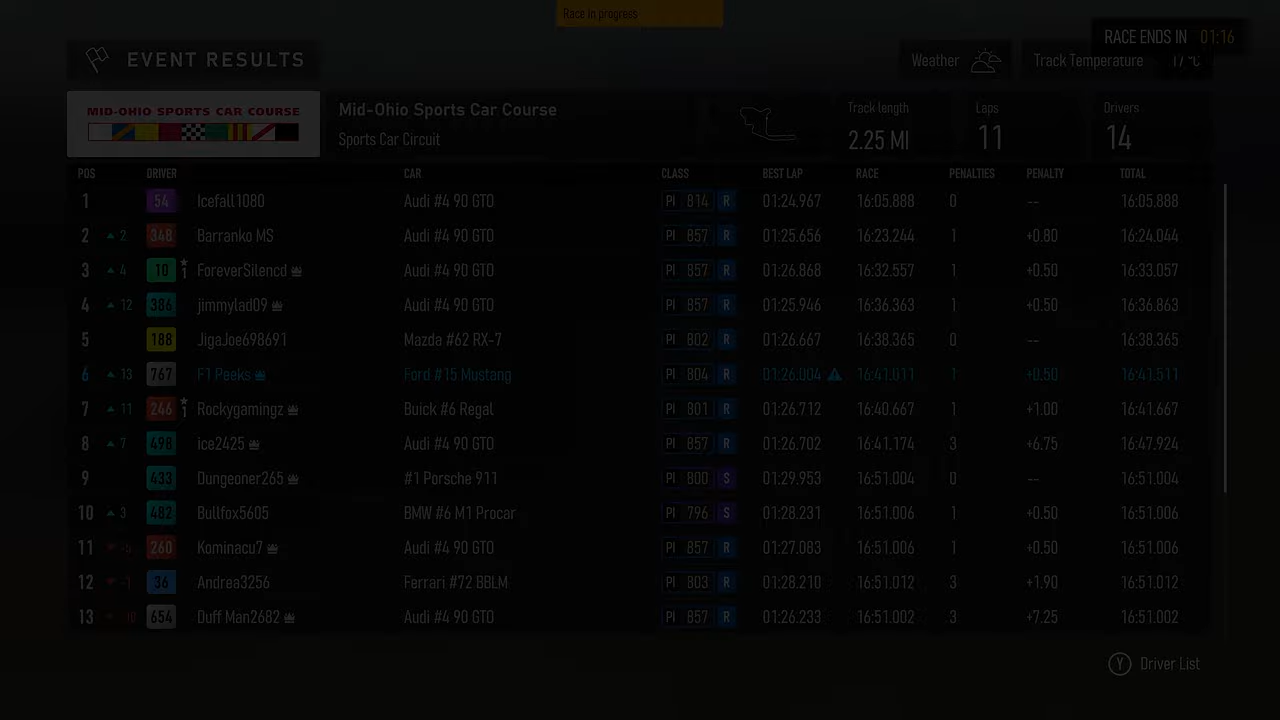 Race in progress
RACE ENDS IN 01:16
EVENT RESULTS
Weather
Track Temperature 17 °C
MID-OHIO SPORTS CAR COURSE
Mid-Ohio Sports Car Course
Sports Car Circuit
Track length
2.25 MI
Laps
11
Drivers
14
POS DRIVER CAR CLASS BEST LAP RACE PENALTIES PENALTY TOTAL
1 54 Icefall1080 Audi #4 90 GTO PI 814 R 01:24.967 16:05.888 0 -- 16:05.888
2 2 348 Barranko MS Audi #4 90 GTO PI 857 R 01:25.656 16:23.244 1 +0.80 16:24.044
3 4 10 1 ForeverSilencd Audi #4 90 GTO PI 857 R 01:26.868 16:32.557 1 +0.50 16:33.057
4 12 386 jimmylad09 Audi #4 90 GTO PI 857 R 01:25.946 16:36.363 1 +0.50 16:36.863
5 188 JigaJoe698691 Mazda #62 RX-7 PI 802 R 01:26.667 16:38.365 0 -- 16:38.365
6 13 767 F1 Peeks Ford #15 Mustang PI 804 R 01:26.004 16:41.011 1 +0.50 16:41.511
7 11 246 1 Rockygamingz Buick #6 Regal PI 801 R 01:26.712 16:40.667 1 +1.00 16:41.667
8 7 498 ice2425 Audi #4 90 GTO PI 857 R 01:26.702 16:41.174 3 +6.75 16:47.924
9 433 Dungeoner265 #1 Porsche 911 PI 800 S 01:29.953 16:51.004 0 -- 16:51.004
10 3 482 Bullfox5605 BMW #6 M1 Procar PI 796 S 01:28.231 16:51.006 1 +0.50 16:51.006
11 -5 260 Kominacu7 Audi #4 90 GTO PI 857 R 01:27.083 16:51.006 1 +0.50 16:51.006
12 -1 36 Andrea3256 Ferrari #72 BBLM PI 803 R 01:28.210 16:51.012 3 +1.90 16:51.012
13 -10 654 Duff Man2682 Audi #4 90 GTO PI 857 R 01:26.233 16:51.002 3 +7.25 16:51.002
Y Driver List